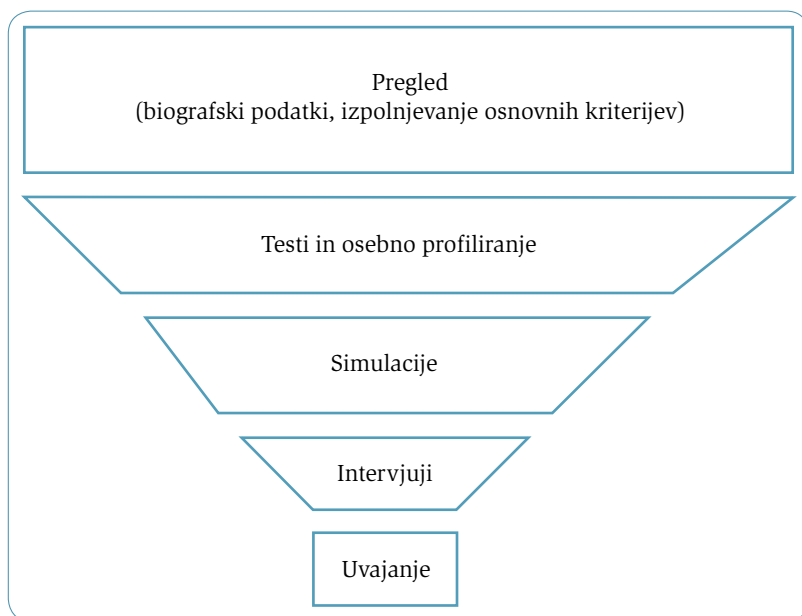 Pregled
(biografski podatki, izpolnjevanje osnovnih kriterijev)
Testi in osebno profiliranje
Simulacije
Intervjuji
Uvajanje